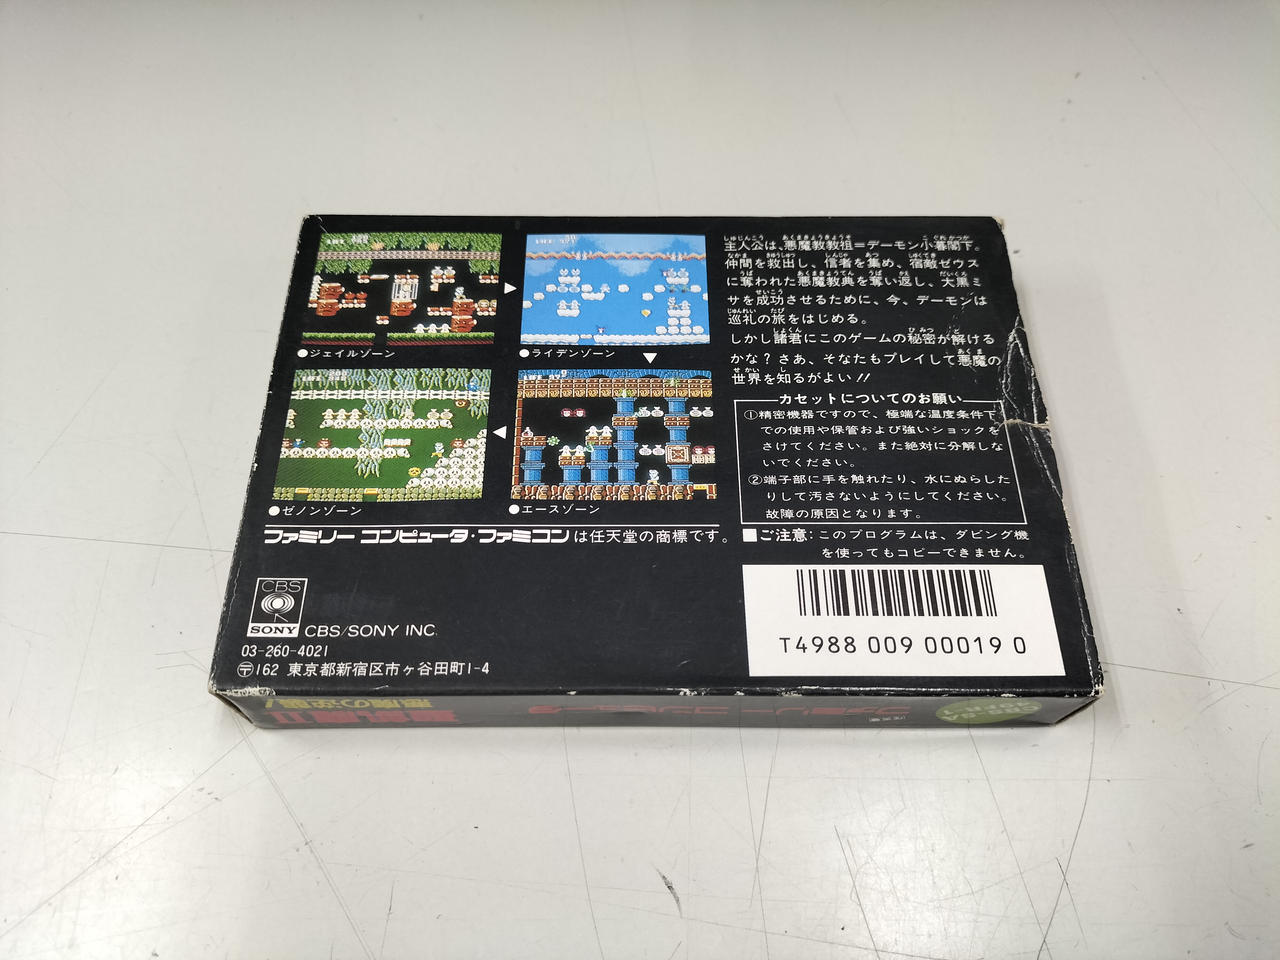 ●ジェイルゾーン
●ライデンゾーン
●ゼノンゾーン
●エースゾーン
主人公は、悪魔教教祖=デーモン小暮閣下。
仲間を救出し、信者を集め、宿敵ゼウス
に奪われた悪魔教典を奪い返し、大黒ミ
サを成功させるために、今、デーモンは
巡礼の旅をはじめる。
しかし諸君にこのゲームの秘密が解ける
かな?さあ、そなたもプレイして悪魔の
世界を知るがよい!!
カセットについてのお願い
①精密機器ですので、極端な温度条件下
での使用や保管および強いショックを
さけてください。また絶対に分解しな
いでください。
②端子部に手を触れたり、水にぬらした
りして汚さないようにしてください。
故障の原因となります。
■ご注意:このプログラムは、ダビング機
を使ってもコピーできません。
ファミリーコンピュータ・ファミコンは任天堂の商標です。
CBS
SONY
CBS/SONY INC.
03-260-4021
〒162 東京都新宿区市ヶ谷田町1-4
T4988 009 000019 0
ファミリーコンピュータ